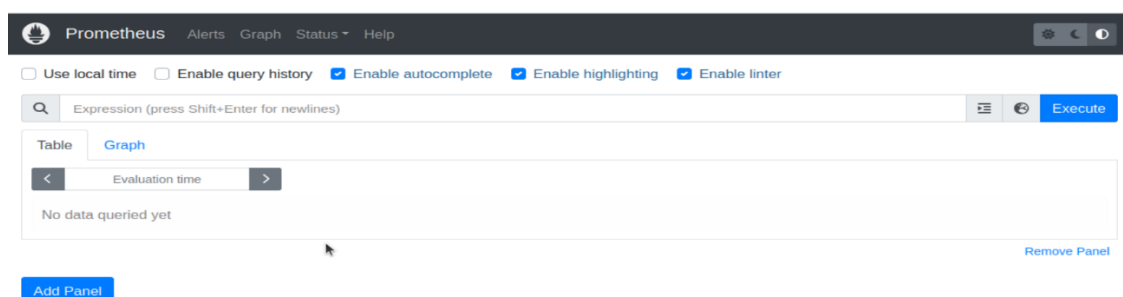 Prometheus Alerts Graph Status Help
Use local time Enable query history Enable autocomplete Enable highlighting Enable linter
Expression (press Shift+Enter for newlines) Execute
Table Graph
Evaluation time
No data queried yet
Remove Panel
Add Panel